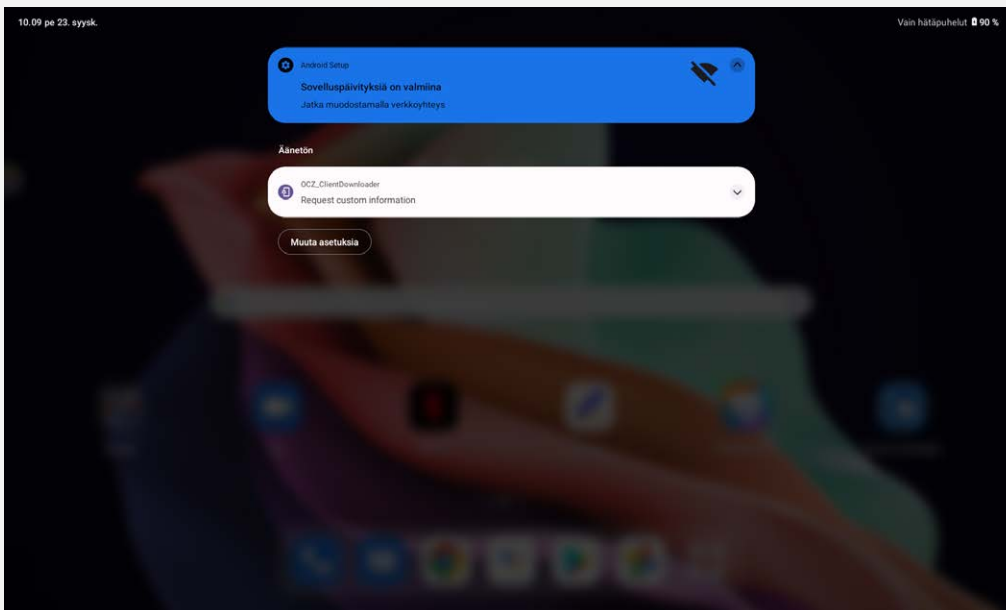 10.09 pe 23. syysk.
Vain hätäpuhelut 90 %
Android Setup
Sovelluspäivityksiä on valmiina
Jatka muodostamalla verkkoyhteys
Äänetön
OCZ_ClientDownloader
Request custom information
Muuta asetuksia